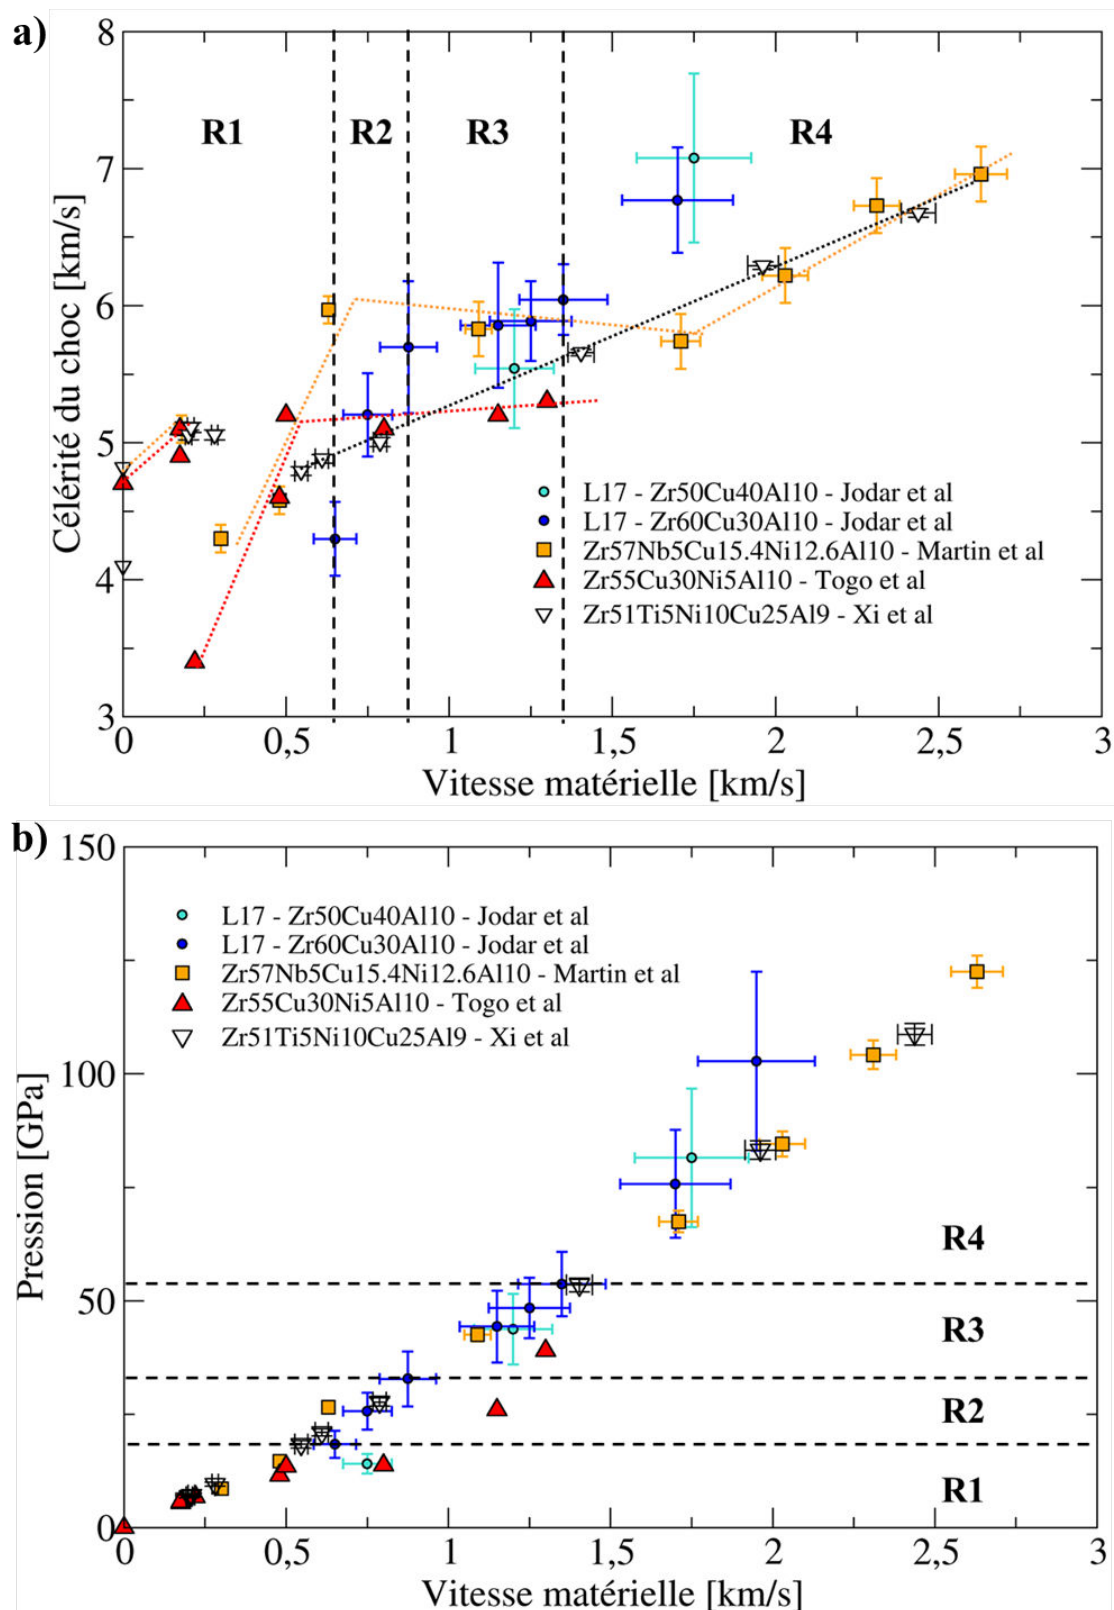 a)
8
7
6
5
4
3
Célérité du choc [km/s]
R1
R2
R3
R4
L17 - Zr50Cu40Al10 - Jodar et al
L17 - Zr60Cu30Al10 - Jodar et al
Zr57Nb5Cu15.4Ni12.6Al10 - Martin et al
Zr55Cu30Ni5Al10 - Togo et al
Zr51Ti5Ni10Cu25Al9 - Xi et al
0 0,5 1 1,5 2 2,5 3
Vitesse matérielle [km/s]
b)
150
100
50
0
Pression [GPa]
L17 - Zr50Cu40Al10 - Jodar et al
L17 - Zr60Cu30Al10 - Jodar et al
Zr57Nb5Cu15.4Ni12.6Al10 - Martin et al
Zr55Cu30Ni5Al10 - Togo et al
Zr51Ti5Ni10Cu25Al9 - Xi et al
R4
R3
R2
R1
0 0,5 1 1,5 2 2,5 3
Vitesse matérielle [km/s]